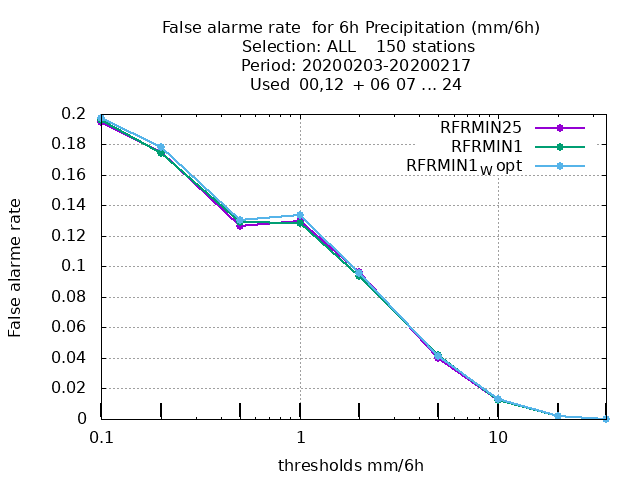 False alarme rate  for 6h Precipitation (mm/6h)
Selection: ALL    150 stations
Period: 20200203-20200217
Used  00,12  + 06 07 ... 24
RFRMIN25
RFRMIN1
RFRMIN1W opt
0.2
0.18
0.16
0.14
0.12
0.1
0.08
0.06
0.04
0.02
0
False alarme rate
0.1 1 10
thresholds mm/6h